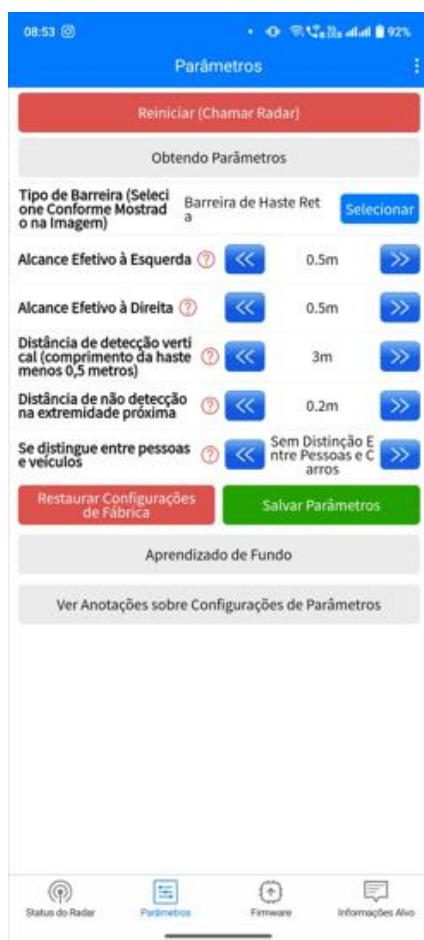 08:53
92%
Parâmetros
Reiniciar (Chamar Radar)
Obtendo Parâmetros
Tipo de Barreira (Seleci
one Conforme Mostrad
o na Imagem)
Barreira de Haste Ret
a
Selecionar
Alcance Efetivo à Esquerda ? << 0.5m >>
Alcance Efetivo à Direita ? << 0.5m >>
Distância de detecção verti
cal (comprimento da haste
menos 0,5 metros)
? << 3m >>
Distância de não detecção
na extremidade próxima
? << 0.2m >>
Se distingue entre pessoas
e veículos
? <<
Sem Distinção E
ntre Pessoas e C
arros
>>
Restaurar Configurações
de Fábrica
Salvar Parâmetros
Aprendizado de Fundo
Ver Anotações sobre Configurações de Parâmetros
Status do Radar
Parâmetros
Firmware
Informações Alvo